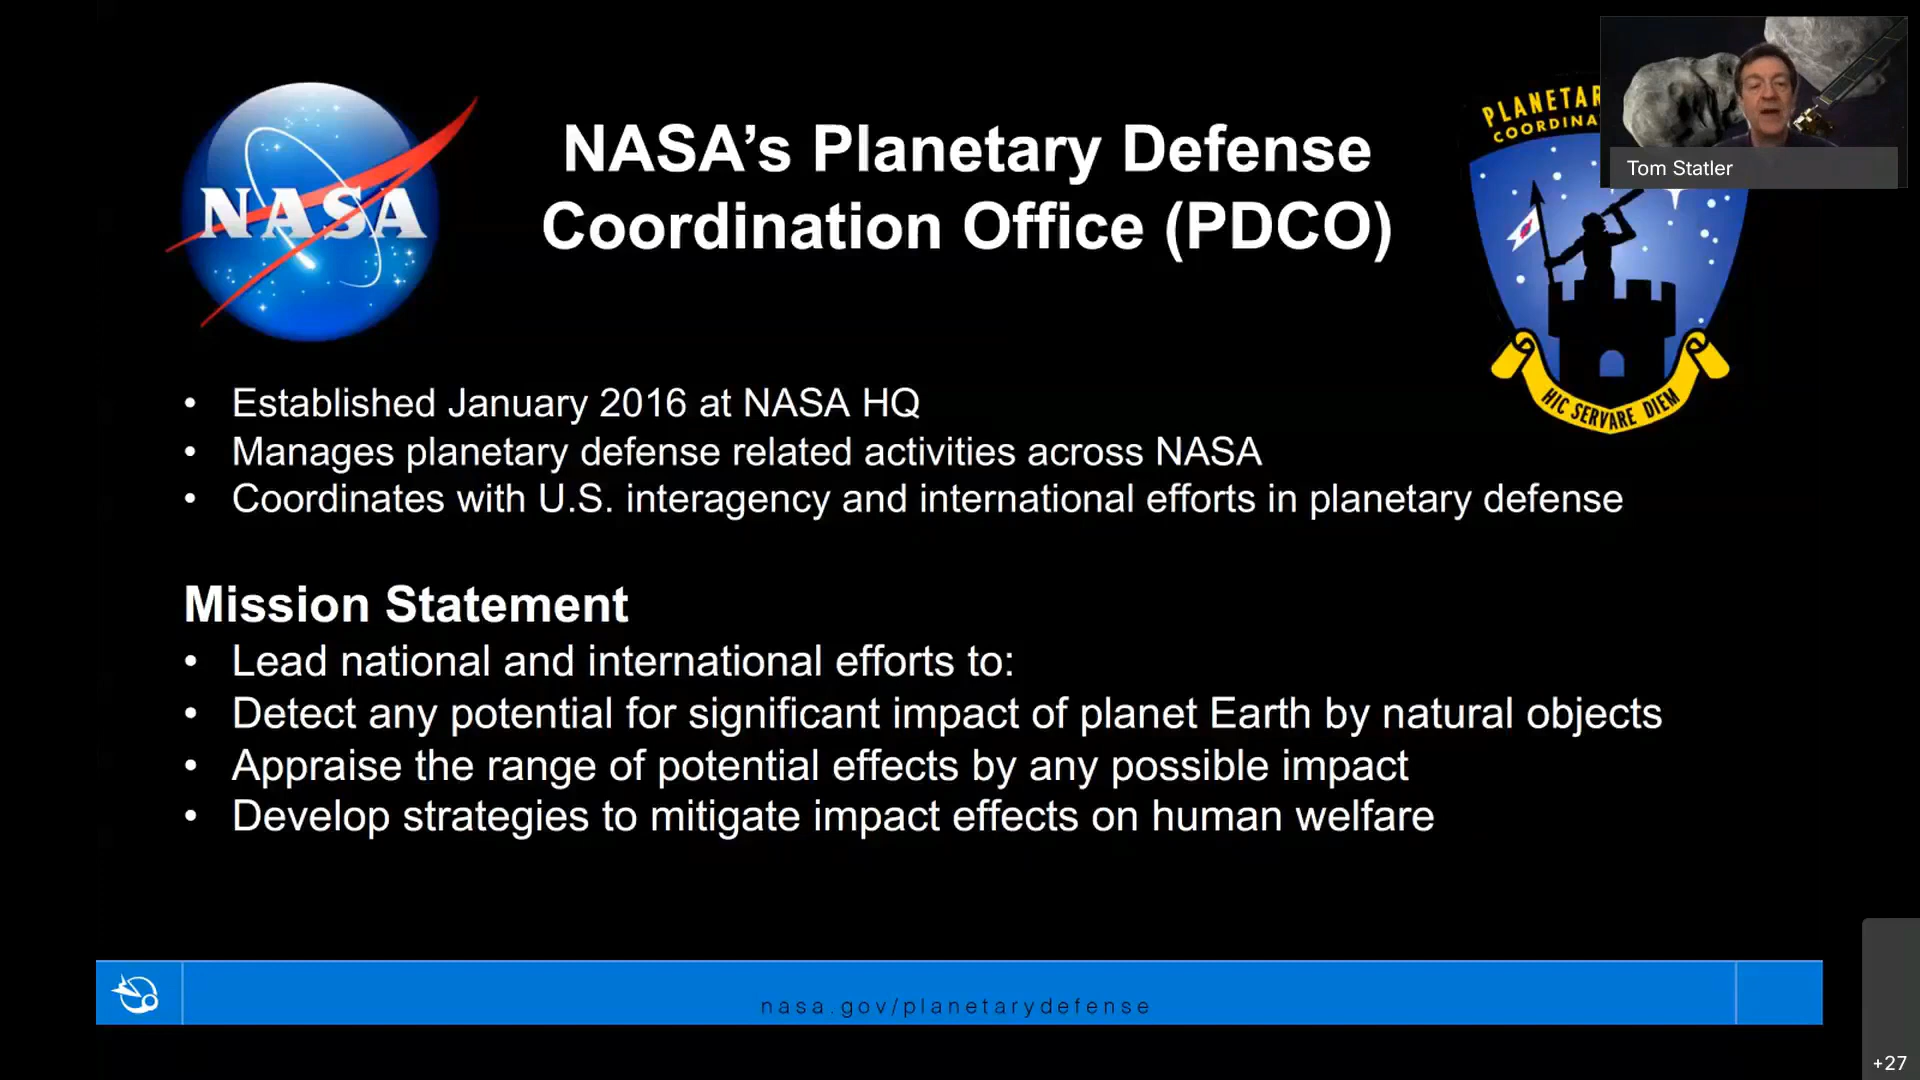 NASA
NASA’s Planetary Defense
Coordination Office (PDCO)
Tom Statler
HIC SERVARE DIEM
• Established January 2016 at NASA HQ
• Manages planetary defense related activities across NASA
• Coordinates with U.S. interagency and international efforts in planetary defense
Mission Statement
• Lead national and international efforts to:
• Detect any potential for significant impact of planet Earth by natural objects
• Appraise the range of potential effects by any possible impact
• Develop strategies to mitigate impact effects on human welfare
nasa.gov/planetarydefense
+27